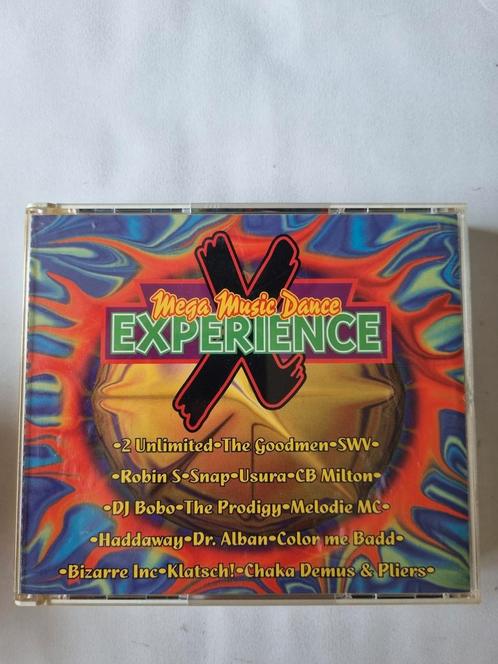 X
Mega Music Dance
EXPERIENCE
•2 Unlimited•The Goodmen•SWV•
•Robin S•Snap•Usura•CB Milton•
•DJ Bobo•The Prodigy•Melodie MC•
•Haddaway•Dr. Alban•Color me Badd•
•Bizarre Inc•Klatsch!•Chaka Demus & Pliers•